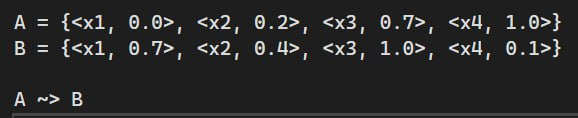 A = {<x1, 0.0>, <x2, 0.2>, <x3, 0.7>, <x4, 1.0>}
B = {<x1, 0.7>, <x2, 0.4>, <x3, 1.0>, <x4, 0.1>}
A ~> B